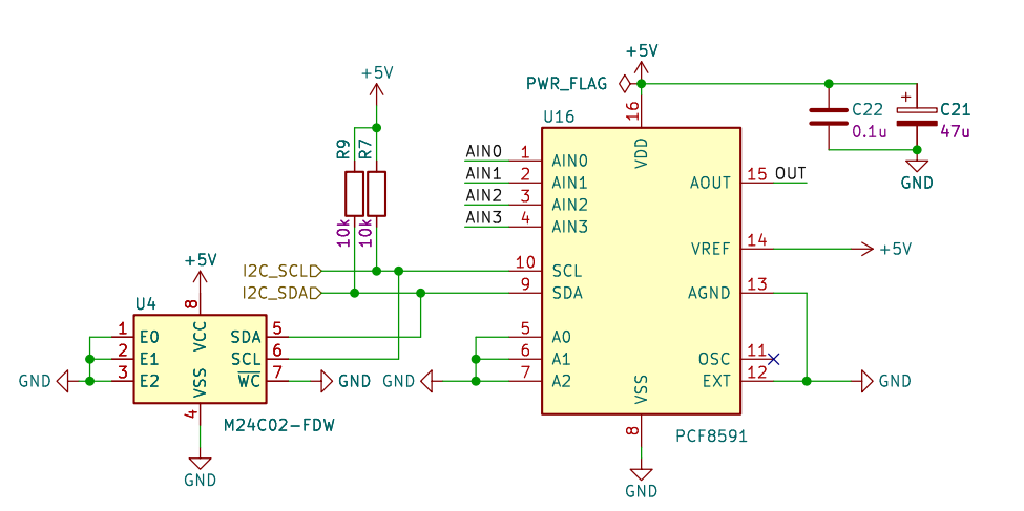 +5V
PWR_FLAG
+5V
16
U16
VDD
+
C22
C21
0.1u
47u
GND
R9
R7
10k
10k
AIN0
1
AIN0
AIN1
2
AIN1
AOUT
15
OUT
AIN2
3
AIN2
AIN3
4
AIN3
VREF
14
+5V
I2C_SCL
10
SCL
I2C_SDA
9
SDA
AGND
13
+5V
8
U4
VCC
1
E0
SDA
5
5
A0
2
E1
SCL
6
6
A1
OSC
11
GND
3
E2
WC
7
GND
GND
7
A2
EXT
12
GND
VSS
VSS
4
M24C02-FDW
8
PCF8591
GND
GND